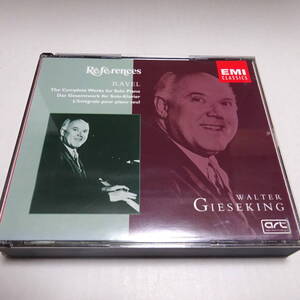 Références
EMI
CLASSICS
RAVEL
The Complete Works for Solo Piano
Das Gesamtwerk für Solo-Klavier
L'Intégrale pour piano seul
WALTER
GIESEKING
art